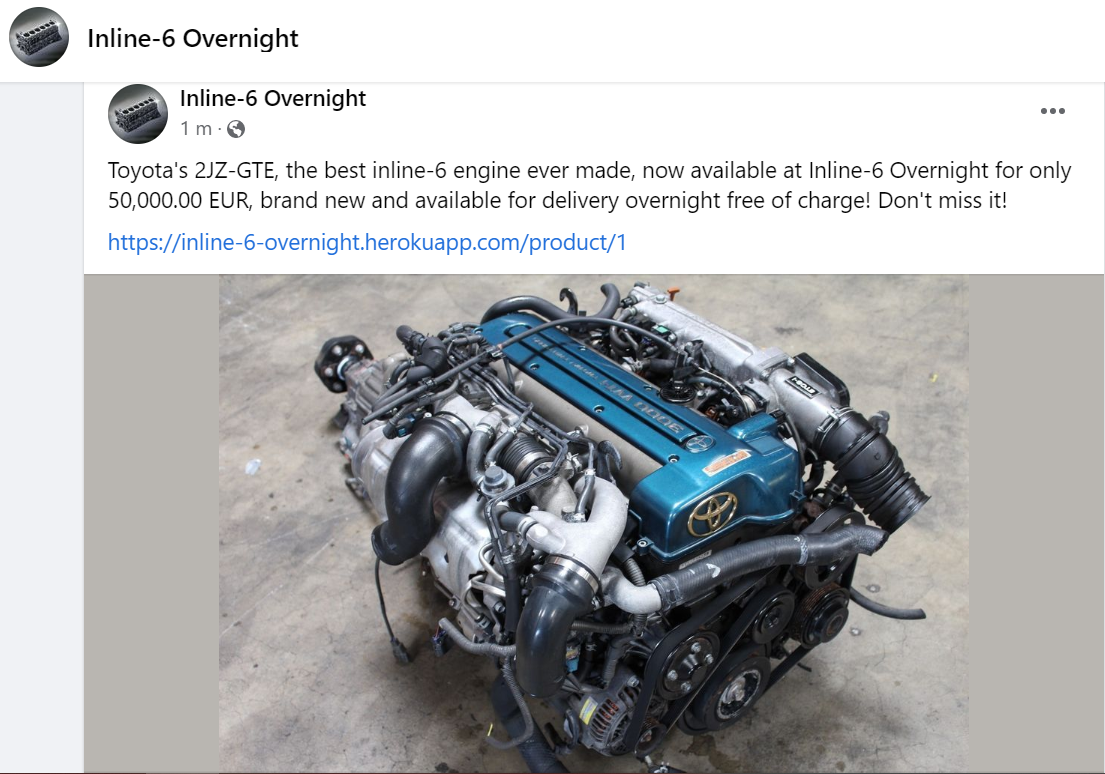 Inline-6 Overnight
Inline-6 Overnight
1 m ·
Toyota's 2JZ-GTE, the best inline-6 engine ever made, now available at Inline-6 Overnight for only
50,000.00 EUR, brand new and available for delivery overnight free of charge! Don't miss it!
https://inline-6-overnight.herokuapp.com/product/1